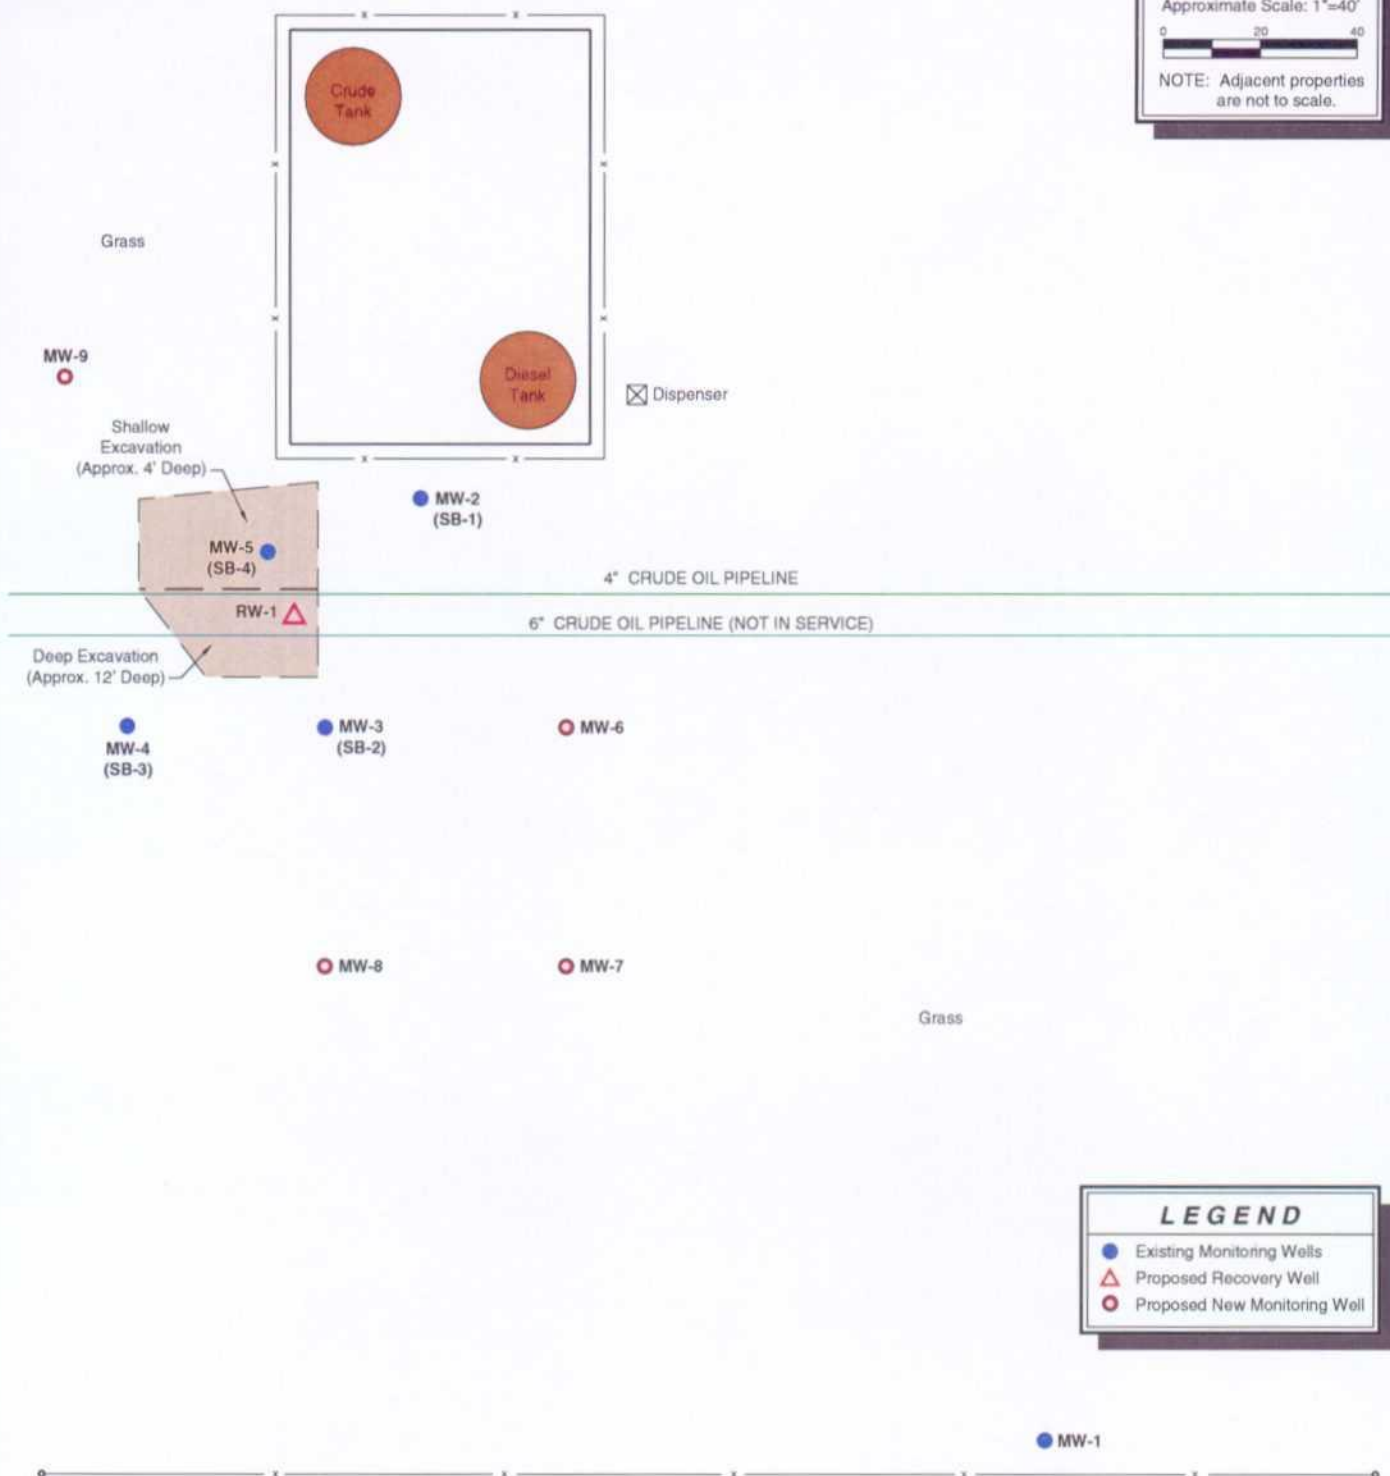 Approximate Scale: 1"=40'
0 20 40
NOTE: Adjacent properties
are not to scale.
Crude
Tank
Grass
MW-9
Diesel
Tank
Dispenser
Shallow
Excavation
(Approx. 4' Deep)
MW-2
(SB-1)
MW-5
(SB-4)
4" CRUDE OIL PIPELINE
RW-1
6" CRUDE OIL PIPELINE (NOT IN SERVICE)
Deep Excavation
(Approx. 12' Deep)
MW-4
(SB-3)
MW-3
(SB-2)
MW-6
MW-8
MW-7
Grass
LEGEND
Existing Monitoring Wells
Proposed Recovery Well
Proposed New Monitoring Well
MW-1